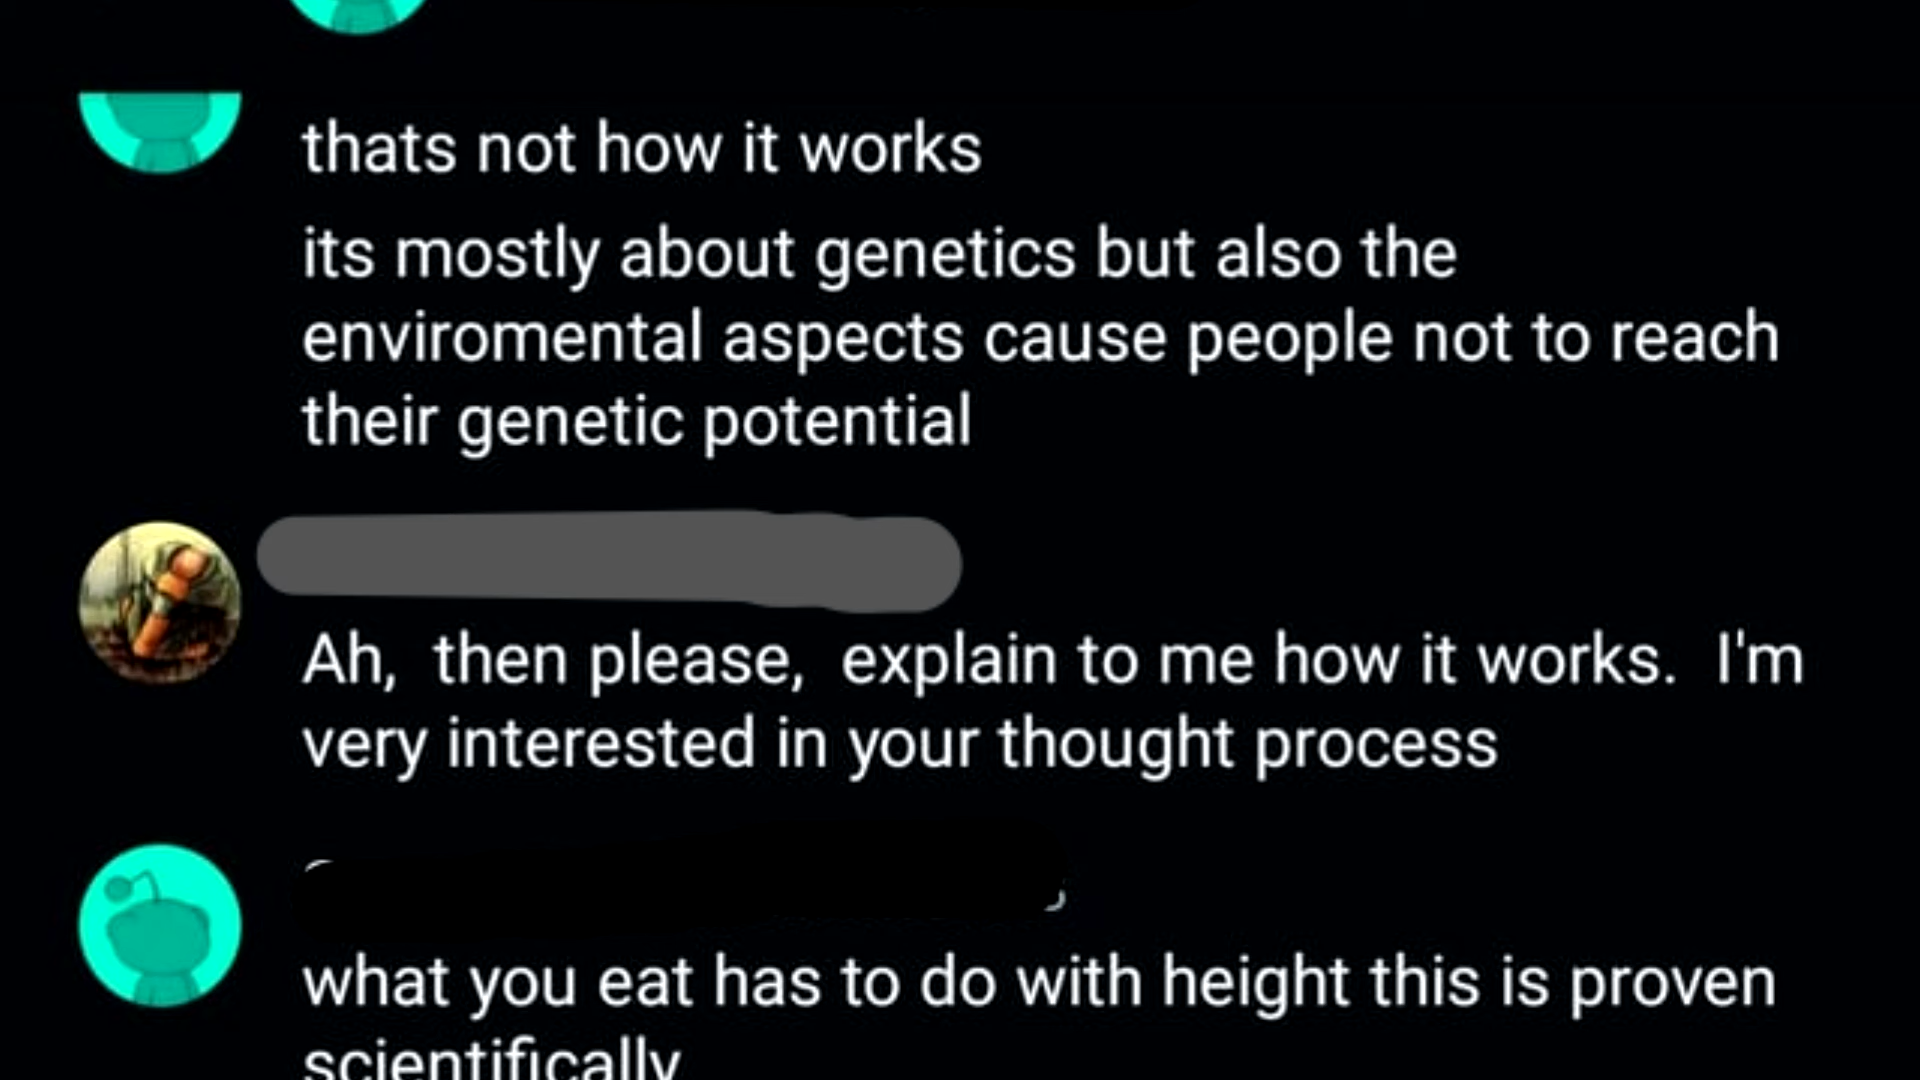 thats not how it works
its mostly about genetics but also the
enviromental aspects cause people not to reach
their genetic potential
Ah,  then please,  explain to me how it works.  I'm
very interested in your thought process
what you eat has to do with height this is proven
scientifically